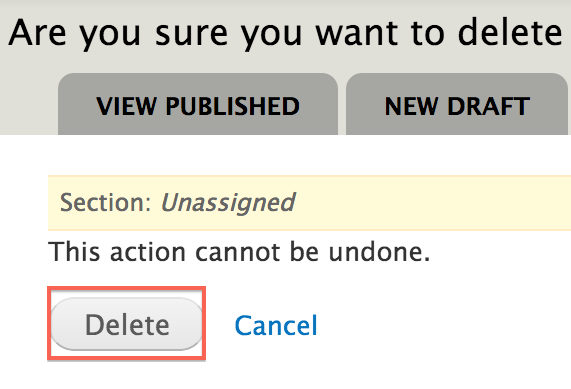 Are you sure you want to delete
VIEW PUBLISHED NEW DRAFT
Section: Unassigned
This action cannot be undone.
Delete Cancel